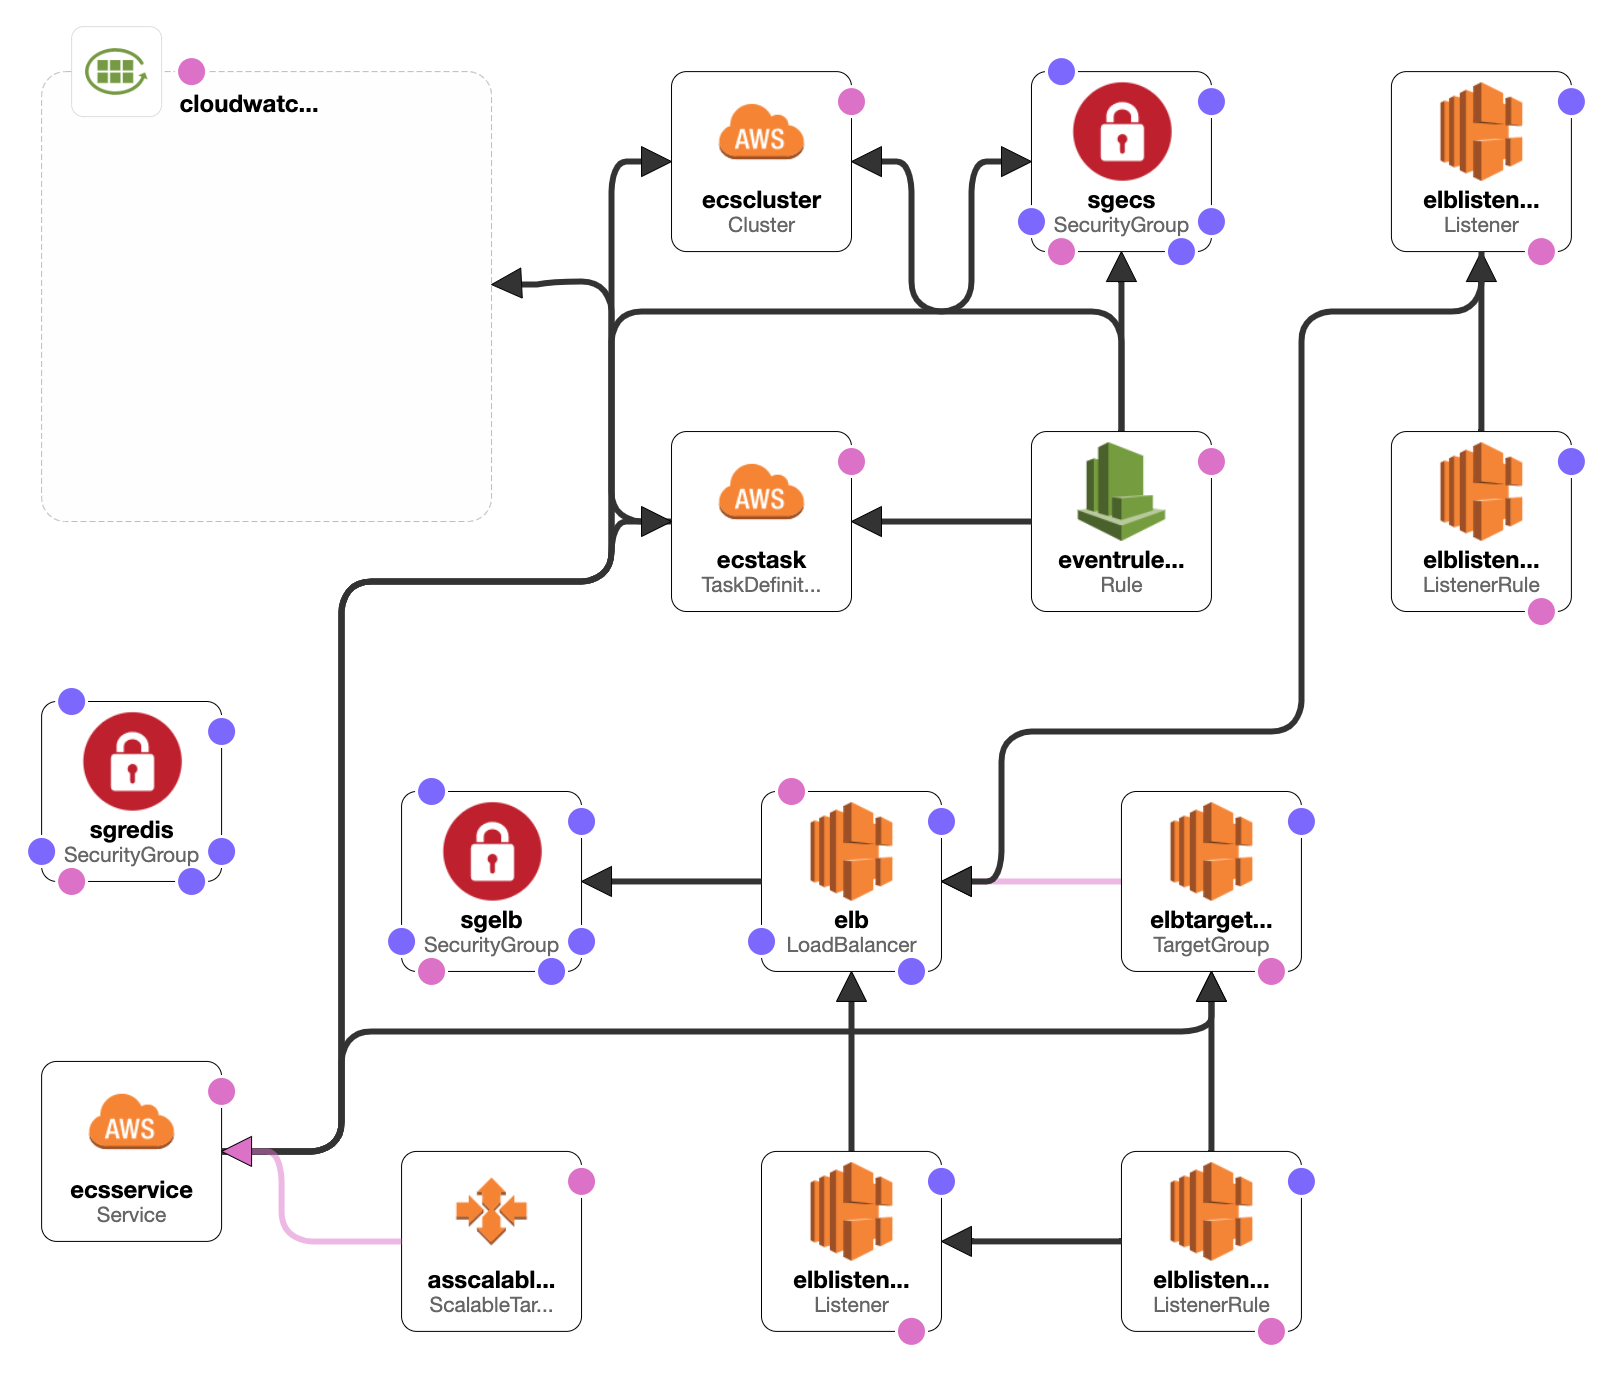 cloudwatc...
AWS
ecscluster
Cluster
sgecs
SecurityGroup
elblisten...
Listener
AWS
ecstask
TaskDefinit...
eventrule...
Rule
elblisten...
ListenerRule
sgredis
SecurityGroup
sgelb
SecurityGroup
elb
LoadBalancer
elbtarget...
TargetGroup
AWS
ecsservice
Service
asscalabl...
ScalableTar...
elblisten...
Listener
elblisten...
ListenerRule